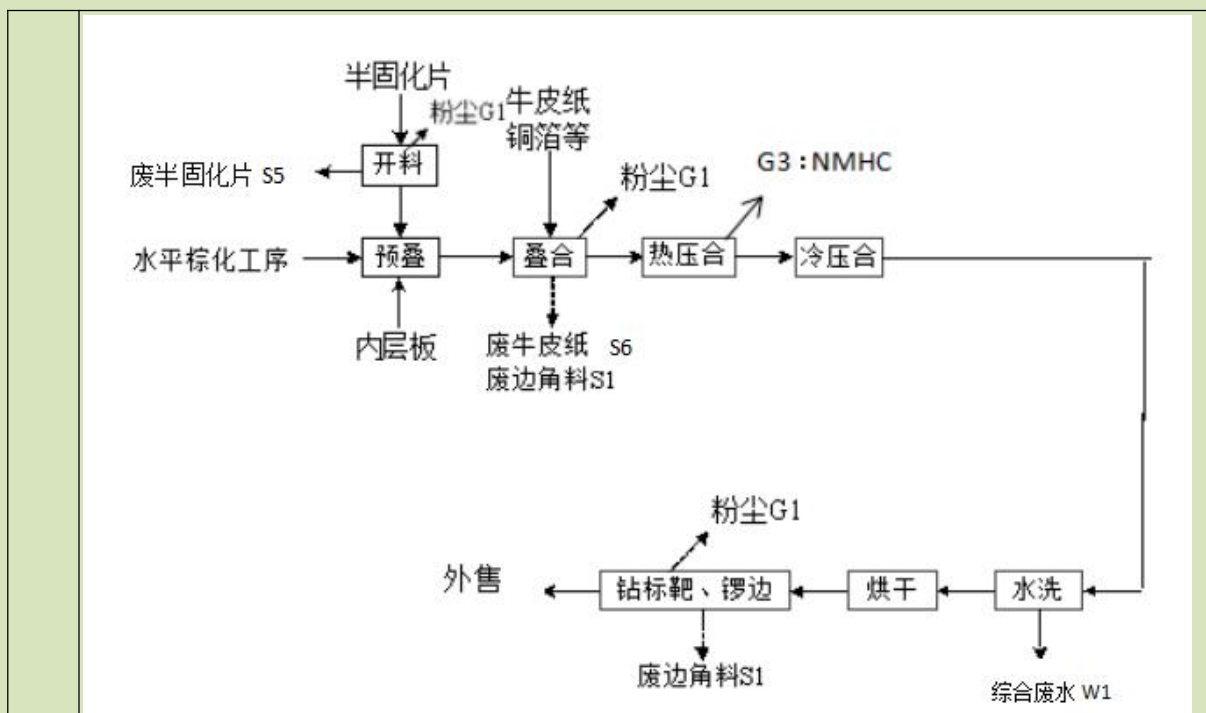 半固化片
粉尘G1
牛皮纸
铜箔等
废半固化片 S5
开料
粉尘G1
G3：NMHC
水平棕化工序
预叠
叠合
热压合
冷压合
内层板
废牛皮纸 S6
废边角料S1
粉尘G1
外售
钻标靶、锣边
烘干
水洗
废边角料S1
综合废水 W1